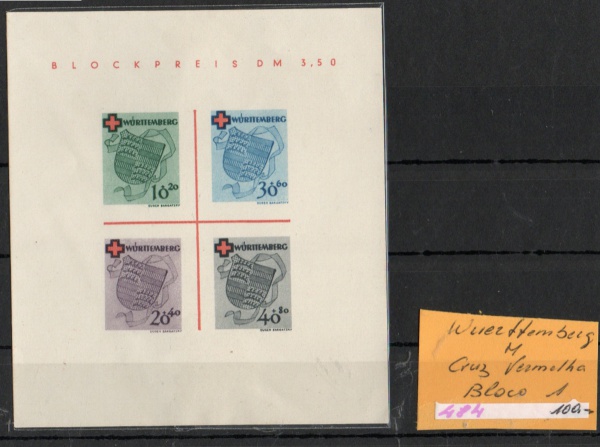 BLOCKPREIS DM 3,50
WÜRTTEMBERG
10+20
WÜRTTEMBERG
30+60
WÜRTTEMBERG
20+40
WÜRTTEMBERG
40+80
Wuerttemberg
M
Cruz Vermelha
Bloco 1
484 100,-